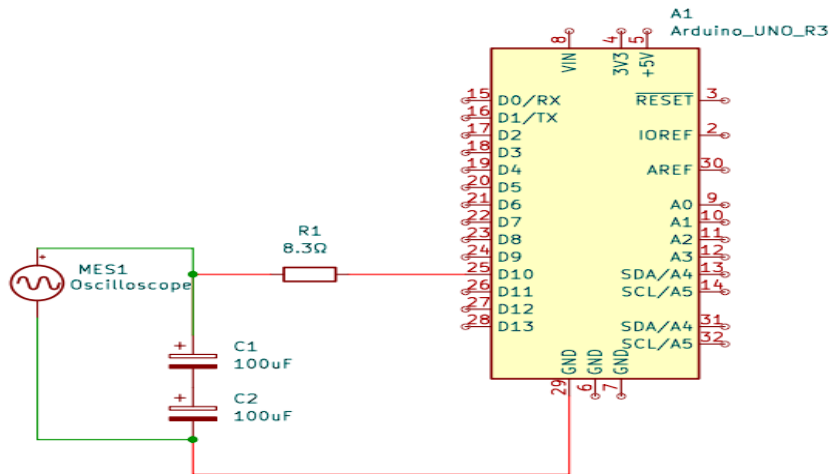 A1
Arduino_UNO_R3
8
4
5
VIN
3V3
+5V
15 D0/RX
RESET 3
16 D1/TX
17 D2
IOREF 2
18 D3
19 D4
AREF 30
20 D5
21 D6
A0 9
22 D7
A1 10
23 D8
A2 11
24 D9
A3 12
25 D10
SDA/A4 13
26 D11
SCL/A5 14
27 D12
28 D13
SDA/A4 31
SCL/A5 32
GND
GND
GND
29
6
7
R1
8.3Ω
MES1
Oscilloscope
+
+
C1
100uF
+
C2
100uF